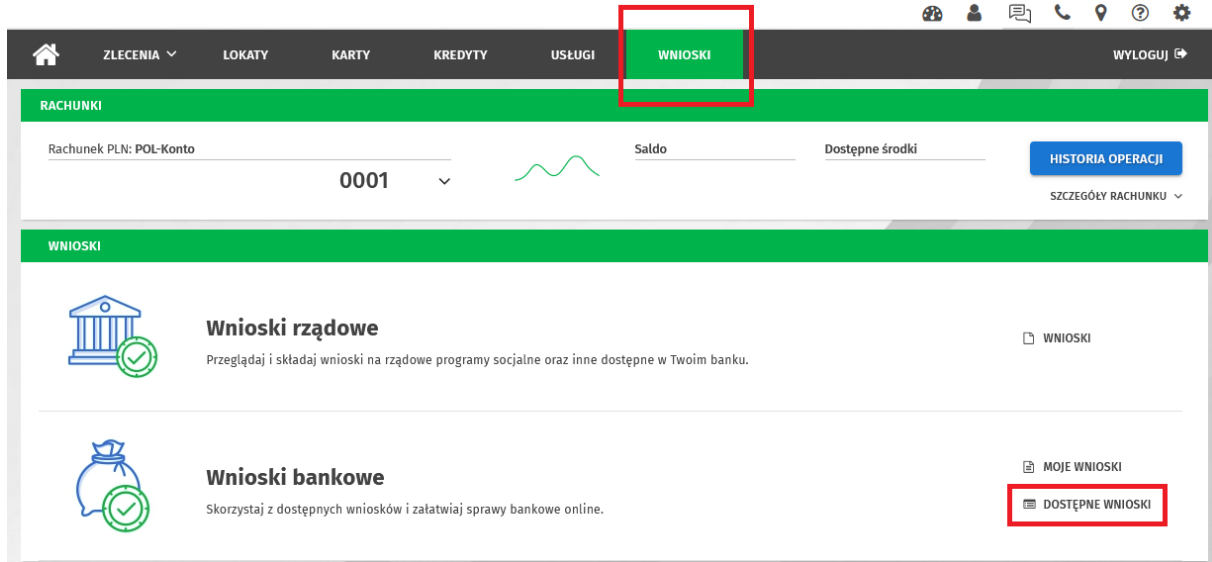 ZLECENIA LOKATY KARTY KREDYTY USŁUGI WNIOSKI WYLOGUJ
RACHUNKI
Rachunek PLN: POL-Konto Saldo Dostępne środki
0001
HISTORIA OPERACJI
SZCZEGÓŁY RACHUNKU
WNIOSKI
Wnioski rządowe
Przeglądaj i składaj wnioski na rządowe programy socjalne oraz inne dostępne w Twoim banku.
WNIOSKI
Wnioski bankowe
Skorzystaj z dostępnych wniosków i załatwiaj sprawy bankowe online.
MOJE WNIOSKI
DOSTĘPNE WNIOSKI